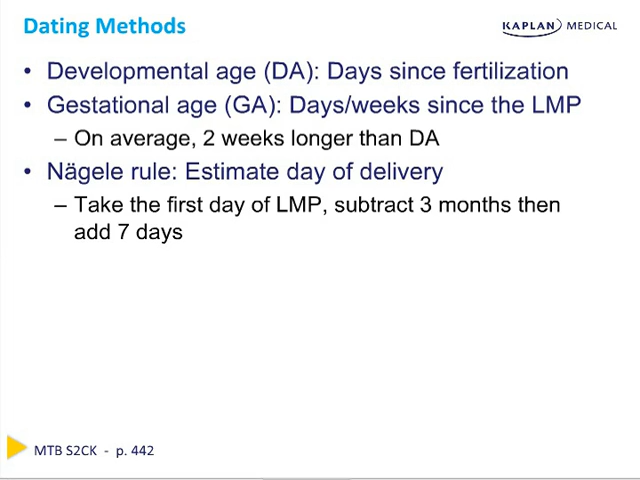 Dating Methods
KAPLAN MEDICAL
• Developmental age (DA): Days since fertilization
• Gestational age (GA): Days/weeks since the LMP
– On average, 2 weeks longer than DA
• Nägele rule: Estimate day of delivery
– Take the first day of LMP, subtract 3 months then
add 7 days
MTB S2CK - p. 442